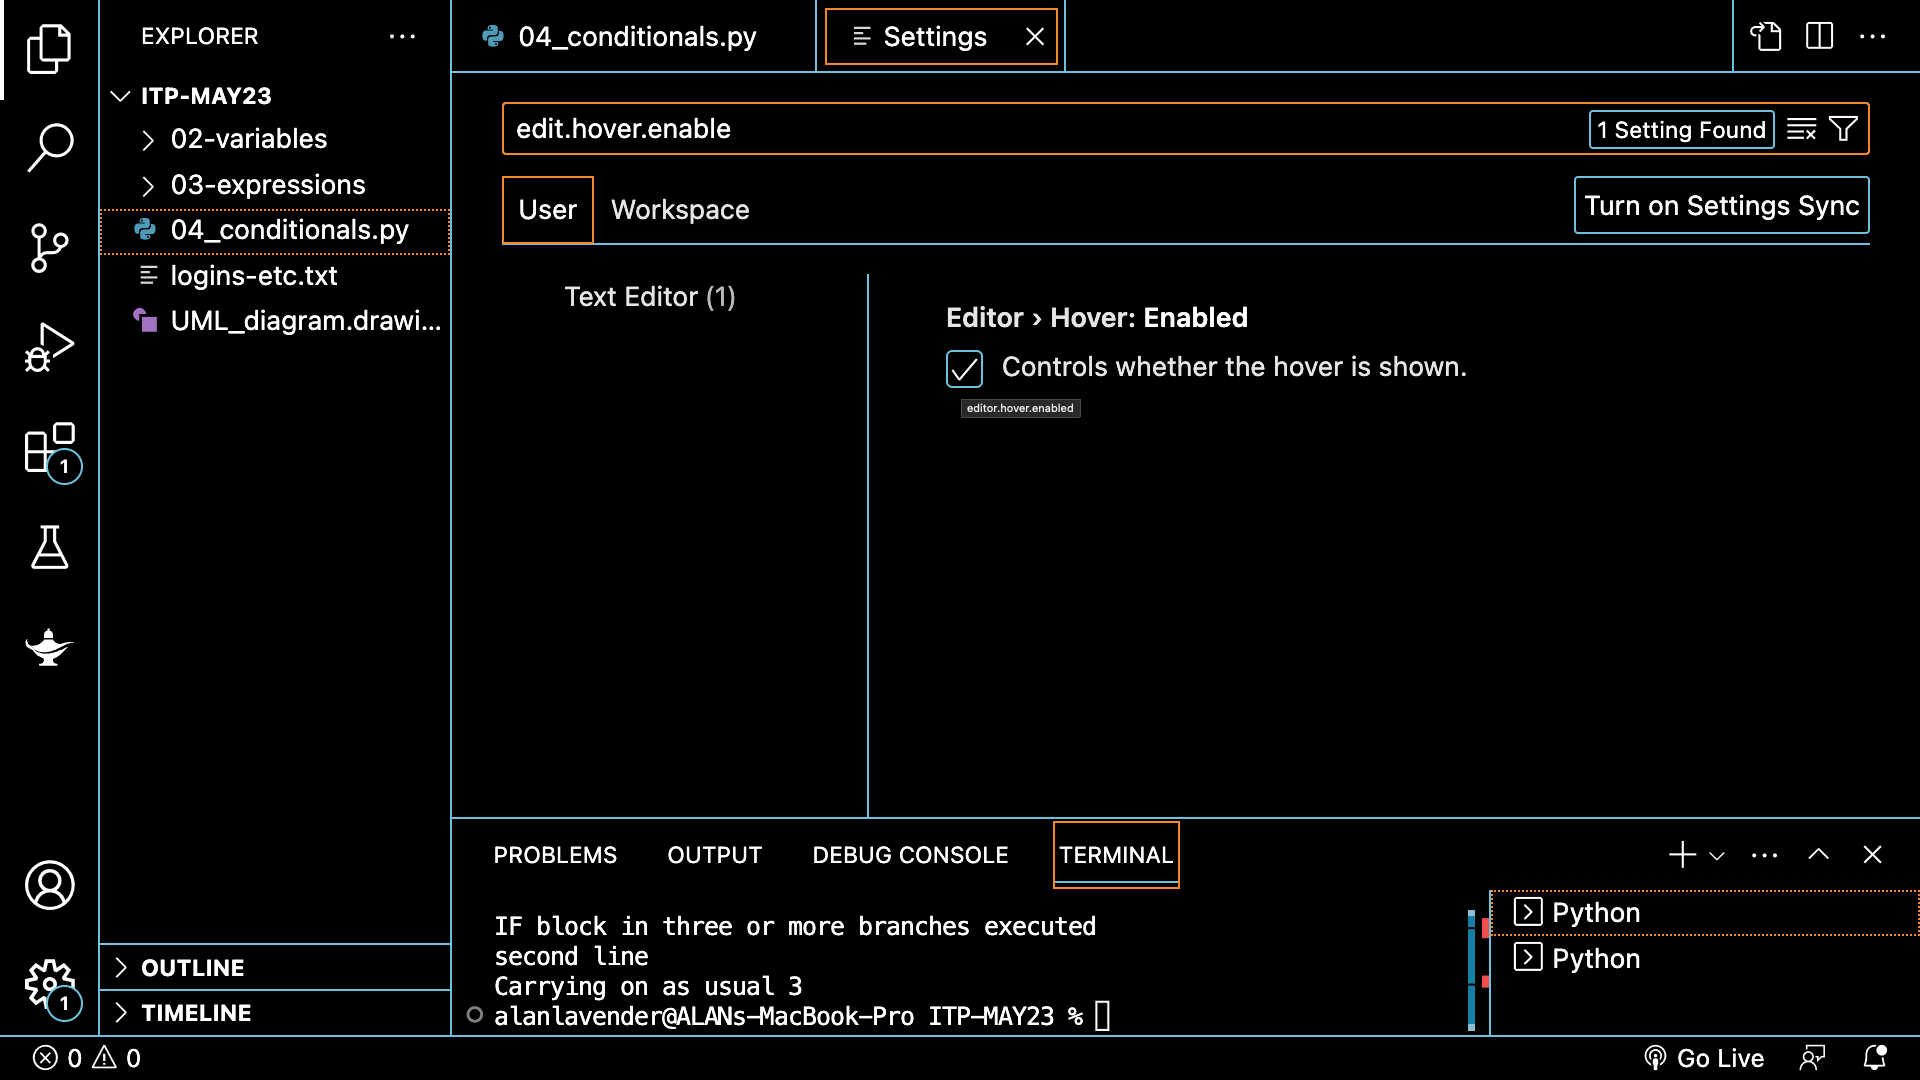 EXPLORER
ITP-MAY23
02-variables
03-expressions
04_conditionals.py
logins-etc.txt
UML_diagram.drawi...
OUTLINE
TIMELINE
1
1
04_conditionals.py
Settings
edit.hover.enable
1 Setting Found
User
Workspace
Turn on Settings Sync
Text Editor (1)
Editor › Hover: Enabled
Controls whether the hover is shown.
editor.hover.enabled
PROBLEMS
OUTPUT
DEBUG CONSOLE
TERMINAL
IF block in three or more branches executed
second line
Carrying on as usual 3
alanlavender@ALANs-MacBook-Pro ITP-MAY23 %
Python
Python
0
0
Go Live